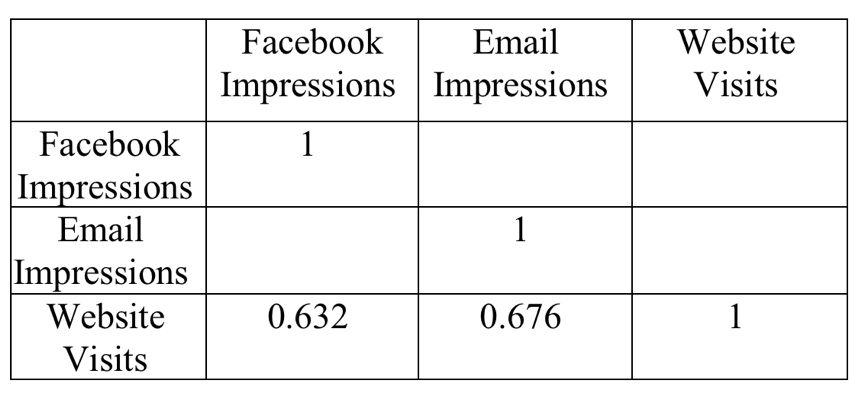 Facebook Impressions Email Impressions Website Visits
Facebook Impressions 1
Email Impressions 1
Website Visits 0.632 0.676 1